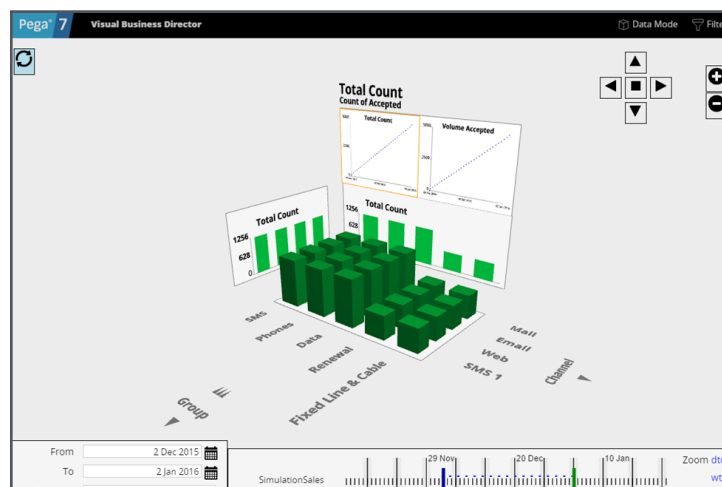 Pega 7 Visual Business Director Data Mode
Total Count
Count of Accepted
Total Count
Volume Accepted
Total Count
1256
628
0
Total Count
1256
628
SMS
Phones
Data
Renewal
Fixed Line & Cable
Group
Mail
Email
Web
SMS 1
Channel
From 2 Dec 2015
To 2 Jan 2016
29 Nov 20 Dec 10 Jan
SimulationSales
Zoom